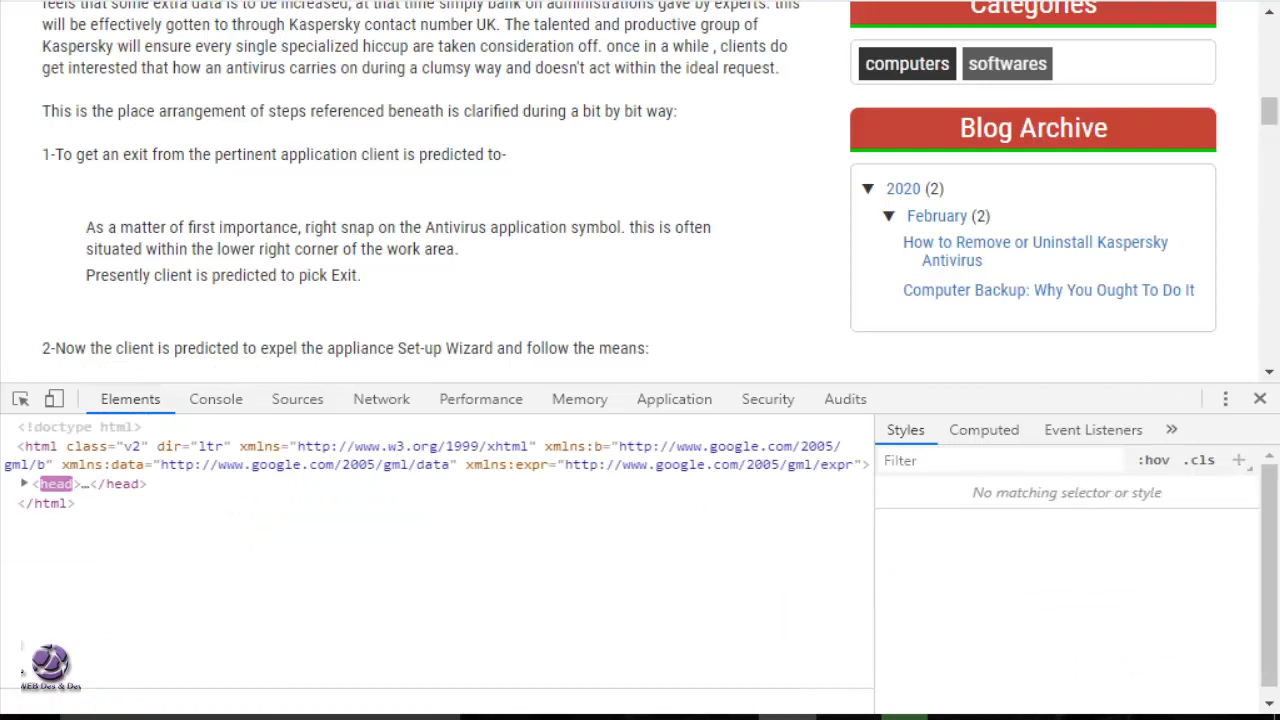 feels that some extra data is to be increased, at that time simply bank on administrations gave by experts. this
will be effectively gotten to through Kaspersky contact number UK. The talented and productive group of
Kaspersky will ensure every single specialized hiccup are taken consideration off. once in a while , clients do
get interested that how an antivirus carries on during a clumsy way and doesn't act within the ideal request.
This is the place arrangement of steps referenced beneath is clarified during a bit by bit way:
1-To get an exit from the pertinent application client is predicted to-
As a matter of first importance, right snap on the Antivirus application symbol. this is often
situated within the lower right corner of the work area.
Presently client is predicted to pick Exit.
2-Now the client is predicted to expel the appliance Set-up Wizard and follow the means:
Categories
computers softwares
Blog Archive
▼ 2020 (2)
▼ February (2)
How to Remove or Uninstall Kaspersky
Antivirus
Computer Backup: Why You Ought To Do It
Elements Console Sources Network Performance Memory Application Security Audits
<!doctype html>
<html class="v2" dir="ltr" xmlns="http://www.w3.org/1999/xhtml" xmlns:b="http://www.google.com/2005/
gml/b" xmlns:data="http://www.google.com/2005/gml/data" xmlns:expr="http://www.google.com/2005/gml/expr">
<head>…</head>
</html>
Styles Computed Event Listeners »
Filter :hov .cls +
No matching selector or style
WEB Des & Dev